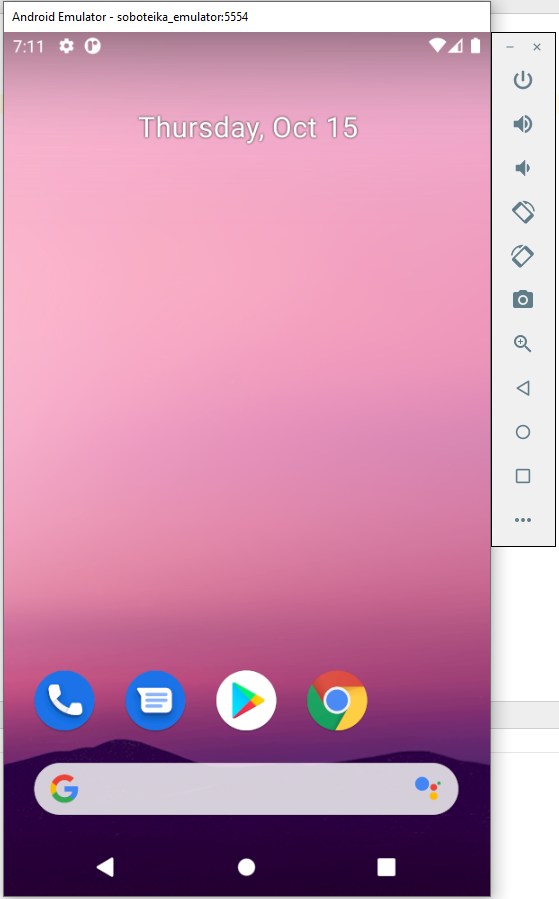 Android Emulator - soboteika_emulator:5554
7:11
Thursday, Oct 15